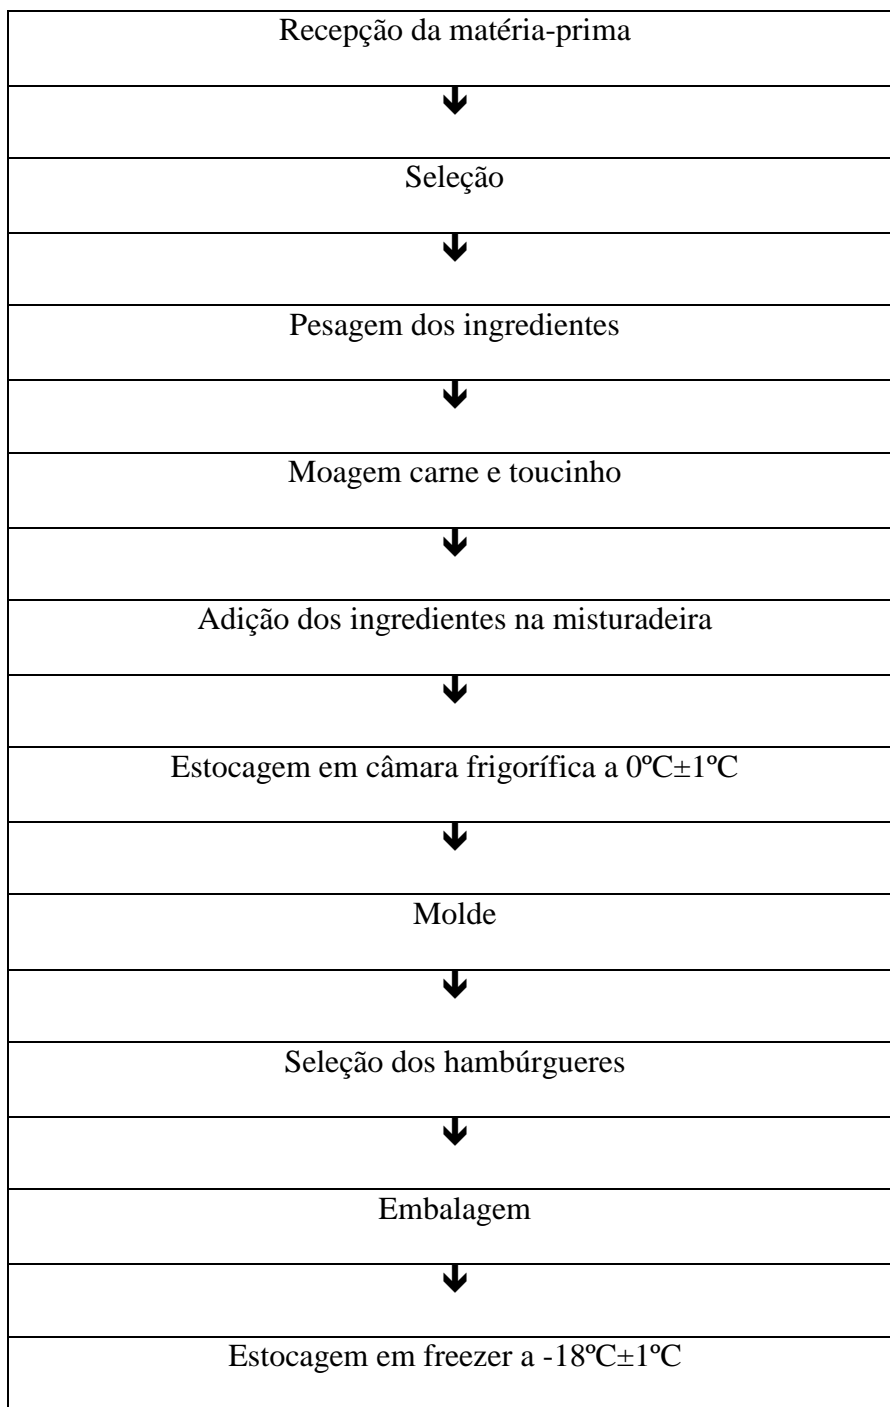 Recepção da matéria-prima
🡻
Seleção
🡻
Pesagem dos ingredientes
🡻
Moagem carne e toucinho
🡻
Adição dos ingredientes na misturadeira
🡻
Estocagem em câmara frigorífica a 0ºC±1ºC
🡻
Molde
🡻
Seleção dos hambúrgueres
🡻
Embalagem
🡻
Estocagem em freezer a -18ºC±1ºC